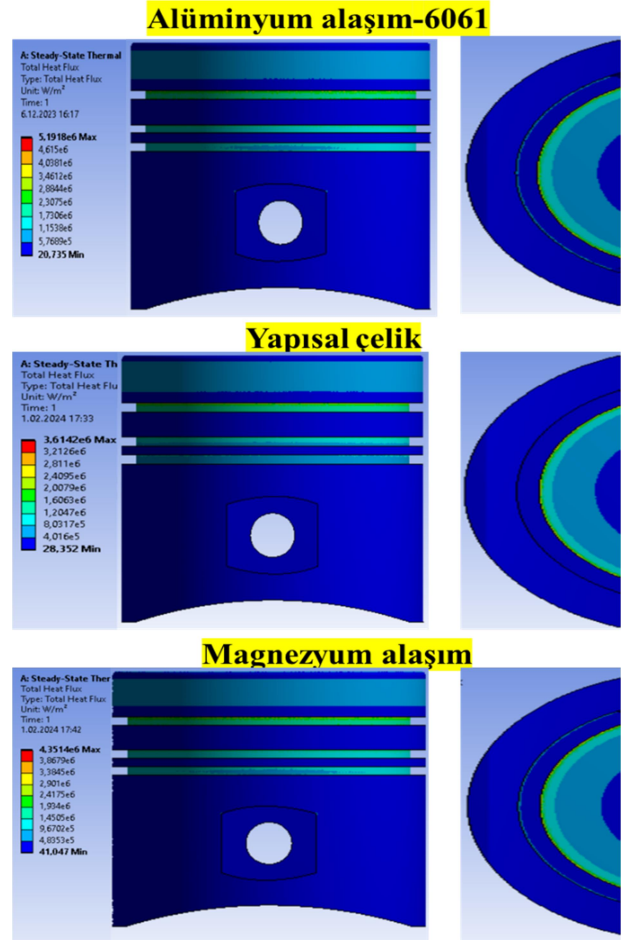 Alüminyum alaşım-6061
A: Steady-State Thermal
Total Heat Flux
Type: Total Heat Flux
Unit: W/m²
Time: 1
6.12.2023 16:17
5,1918e6 Max
4,615e6
4,0381e6
3,4612e6
2,8844e6
2,3075e6
1,7306e6
1,1538e6
5,7689e5
20,735 Min
Yapısal çelik
A: Steady-State Th
Total Heat Flux
Type: Total Heat Flu
Unit: W/m²
Time: 1
1.02.2024 17:33
3,6142e6 Max
3,2126e6
2,811e6
2,4095e6
2,0079e6
1,6063e6
1,2047e6
8,0317e5
4,016e5
28,352 Min
Magnezyum alaşım
A: Steady-State Ther
Total Heat Flux
Type: Total Heat Flux
Unit: W/m²
Time: 1
1.02.2024 17:42
4,3514e6 Max
3,8679e6
3,3845e6
2,901e6
2,4175e6
1,934e6
1,4505e6
9,6702e5
4,8353e5
41,047 Min